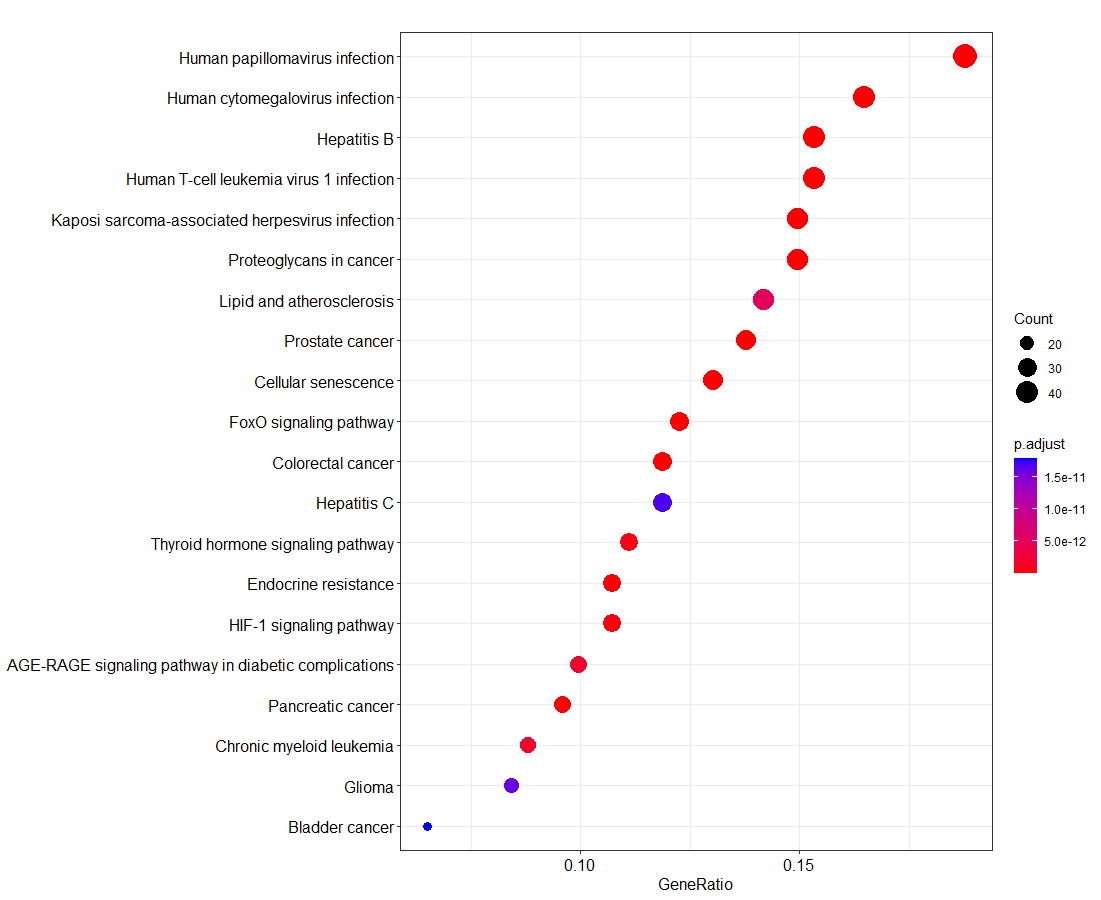 Human papillomavirus infection
Human cytomegalovirus infection
Hepatitis B
Human T-cell leukemia virus 1 infection
Kaposi sarcoma-associated herpesvirus infection
Proteoglycans in cancer
Lipid and atherosclerosis
Prostate cancer
Cellular senescence
FoxO signaling pathway
Colorectal cancer
Hepatitis C
Thyroid hormone signaling pathway
Endocrine resistance
HIF-1 signaling pathway
AGE-RAGE signaling pathway in diabetic complications
Pancreatic cancer
Chronic myeloid leukemia
Glioma
Bladder cancer
0.10
0.15
GeneRatio
Count
20
30
40
p.adjust
1.5e-11
1.0e-11
5.0e-12